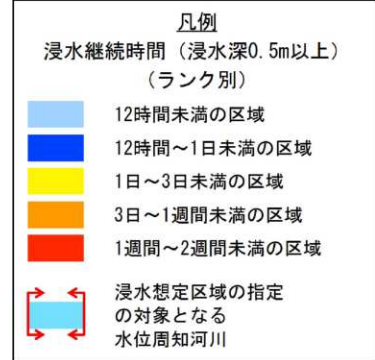 凡例
浸水継続時間（浸水深0.5m以上）
（ランク別）
12時間未満の区域
12時間～1日未満の区域
1日～3日未満の区域
3日～1週間未満の区域
1週間～2週間未満の区域
浸水想定区域の指定
の対象となる
水位周知河川